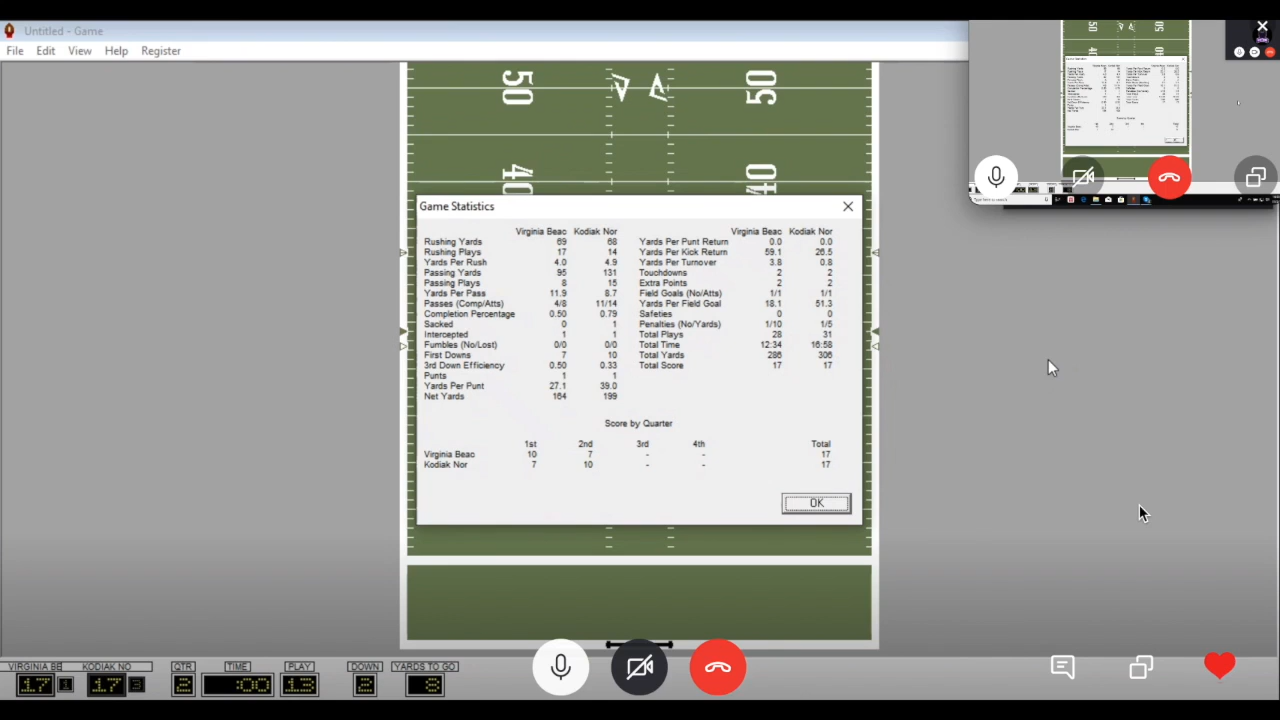 Untitled - Game
File Edit View Help Register
50 50
40 40
Game Statistics
Virginia Beac Kodiak Nor Virginia Beac Kodiak Nor
Rushing Yards 69 68 Yards Per Punt Return 0.0 0.0
Rushing Plays 17 14 Yards Per Kick Return 59.1 26.5
Yards Per Rush 4.0 4.9 Yards Per Turnover 3.8 0.8
Passing Yards 95 131 Touchdowns 2 2
Passing Plays 8 15 Extra Points 2 2
Yards Per Pass 11.9 8.7 Field Goals (No/Atts) 1/1 1/1
Passes (Comp/Atts) 4/8 11/14 Yards Per Field Goal 18.1 51.3
Completion Percentage 0.50 0.79 Safeties 0 0
Sacked 0 1 Penalties (No/Yards) 1/10 1/5
Intercepted 1 1 Total Plays 28 31
Fumbles (No/Lost) 0/0 0/0 Total Time 12:34 16:58
First Downs 7 10 Total Yards 286 306
3rd Down Efficiency 0.50 0.33 Total Score 17 17
Punts 1 1
Yards Per Punt 27.1 39.0
Net Yards 164 199
Score by Quarter
1st 2nd 3rd 4th Total
Virginia Beac 10 7 - - 17
Kodiak Nor 7 10 - - 17
OK
VIRGINIA BE KODIAK NO QTR TIME PLAY DOWN YARDS TO GO
17 1 17 3 2 :00 13 2 8